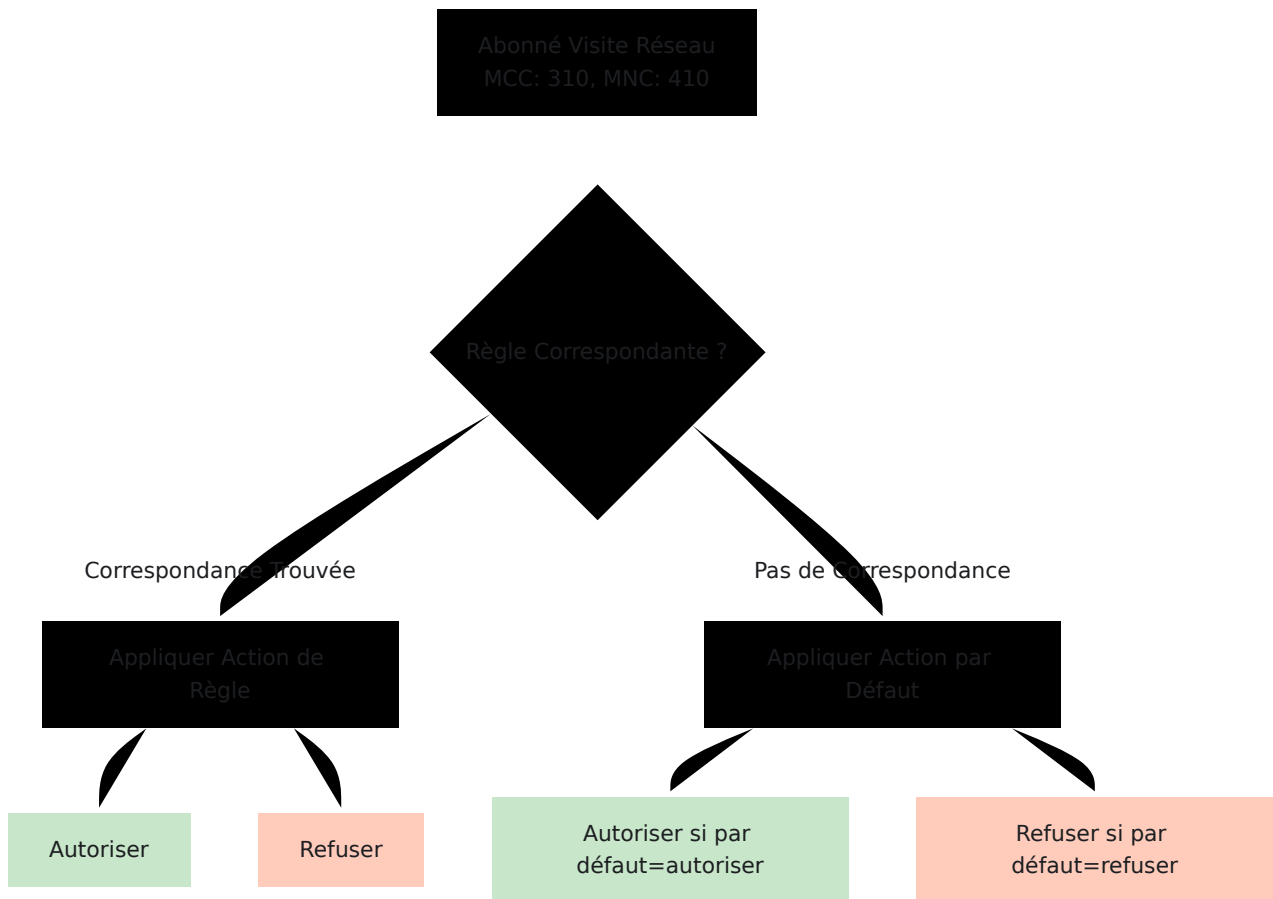 Abonné Visite Réseau
MCC: 310, MNC: 410
Règle Correspondante ?
Correspondance Trouvée
Pas de Correspondance
Appliquer Action de
Règle
Appliquer Action par
Défaut
Autoriser
Refuser
Autoriser si par
défaut=autoriser
Refuser si par
défaut=refuser